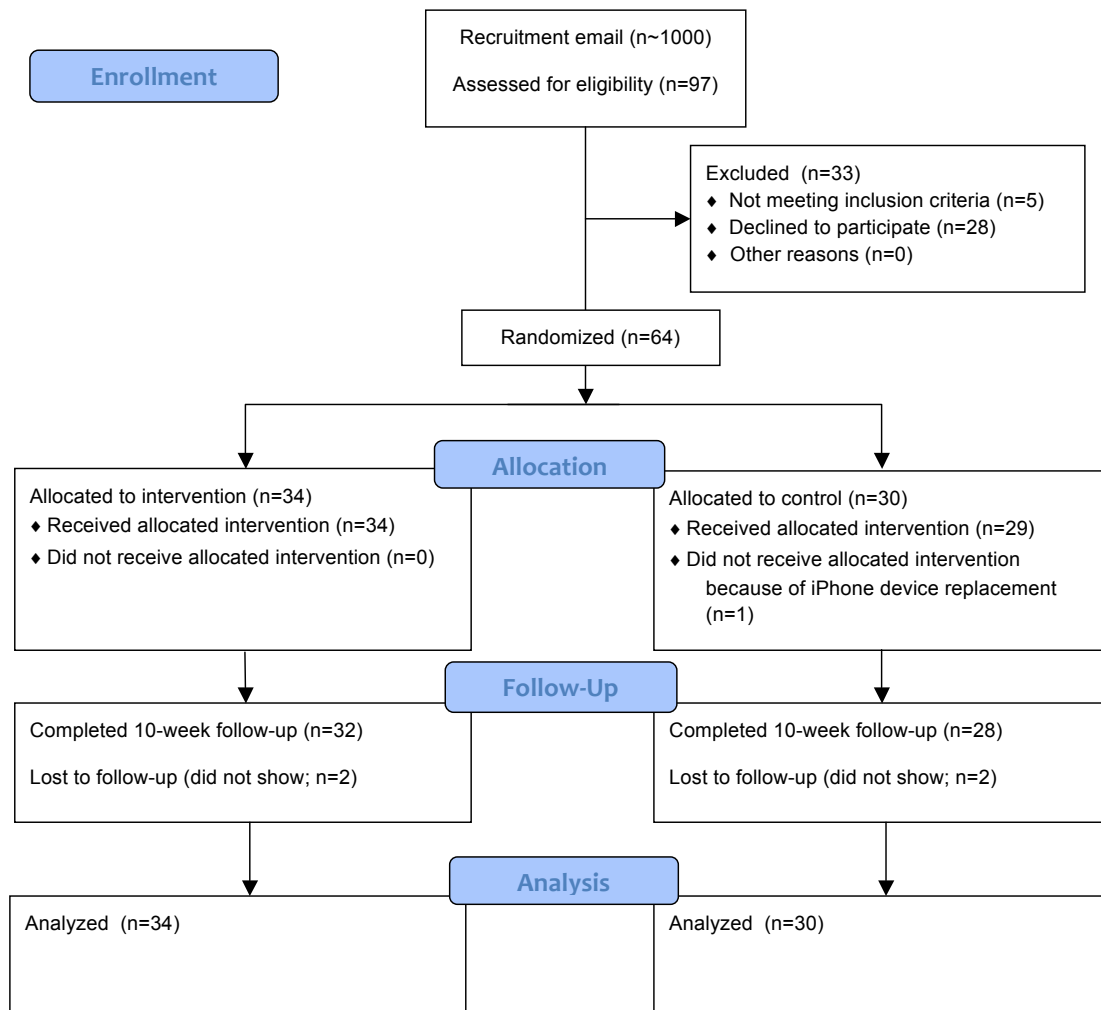 Enrollment
Recruitment email (n~1000)
Assessed for eligibility (n=97)
Excluded (n=33)
♦ Not meeting inclusion criteria (n=5)
♦ Declined to participate (n=28)
♦ Other reasons (n=0)
Randomized (n=64)
Allocation
Allocated to intervention (n=34)
♦ Received allocated intervention (n=34)
♦ Did not receive allocated intervention (n=0)
Allocated to control (n=30)
♦ Received allocated intervention (n=29)
♦ Did not receive allocated intervention
because of iPhone device replacement
(n=1)
Follow-Up
Completed 10-week follow-up (n=32)
Lost to follow-up (did not show; n=2)
Completed 10-week follow-up (n=28)
Lost to follow-up (did not show; n=2)
Analysis
Analyzed (n=34)
Analyzed (n=30)